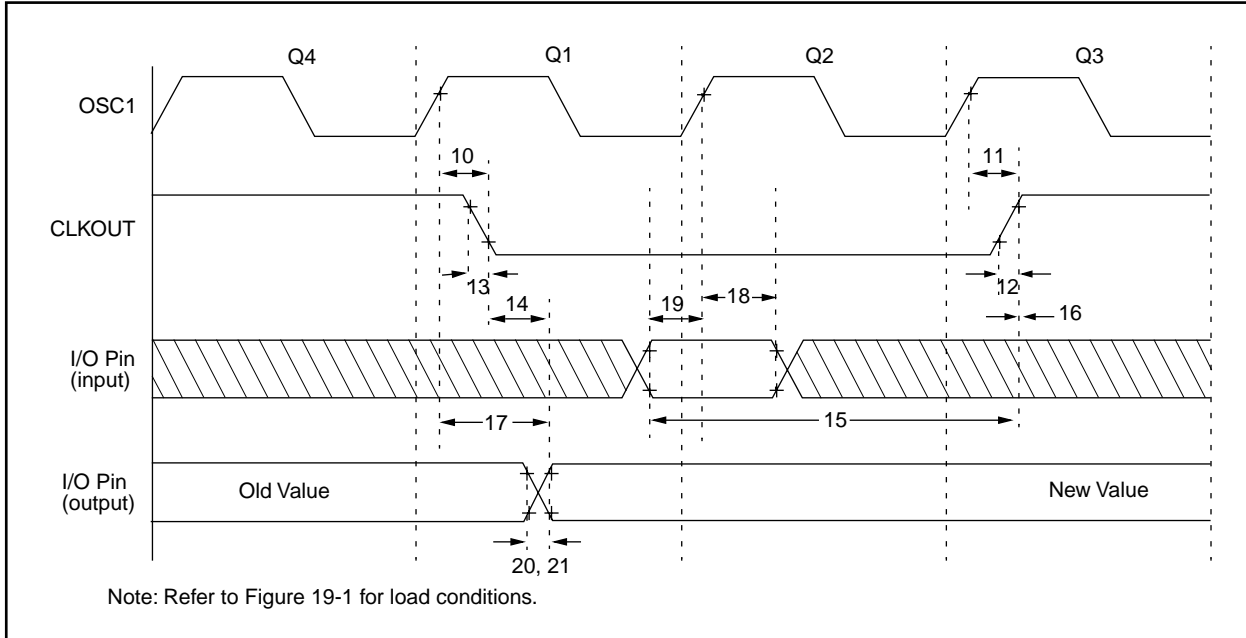 Q4 Q1 Q2 Q3
OSC1
10 11
CLKOUT
13 12
14 19 18
16
I/O Pin
(input)
17 15
I/O Pin
(output)
Old Value New Value
20, 21
Note: Refer to Figure 19-1 for load conditions.